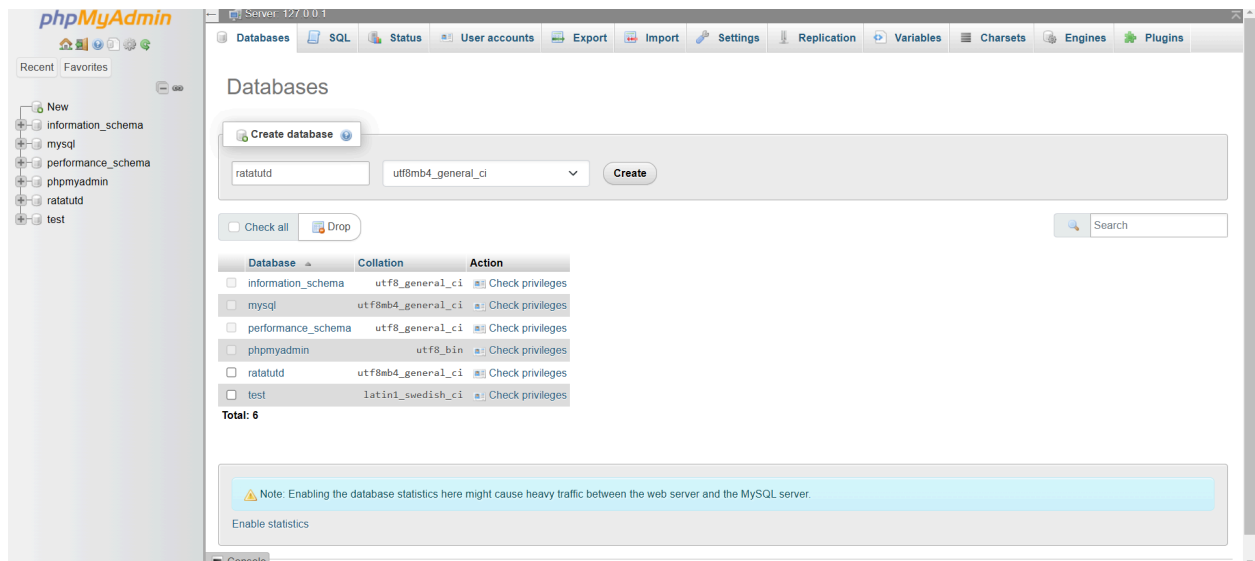 phpMyAdmin
Recent Favorites
New
information_schema
mysql
performance_schema
phpmyadmin
ratatutd
test
Server: 127.0.0.1
Databases SQL Status User accounts Export Import Settings Replication Variables Charsets Engines Plugins
Databases
Create database
ratatutd utf8mb4_general_ci Create
Check all Drop Search
Database Collation Action
information_schema utf8_general_ci Check privileges
mysql utf8mb4_general_ci Check privileges
performance_schema utf8_general_ci Check privileges
phpmyadmin utf8_bin Check privileges
ratatutd utf8mb4_general_ci Check privileges
test latin1_swedish_ci Check privileges
Total: 6
Note: Enabling the database statistics here might cause heavy traffic between the web server and the MySQL server.
Enable statistics
Console